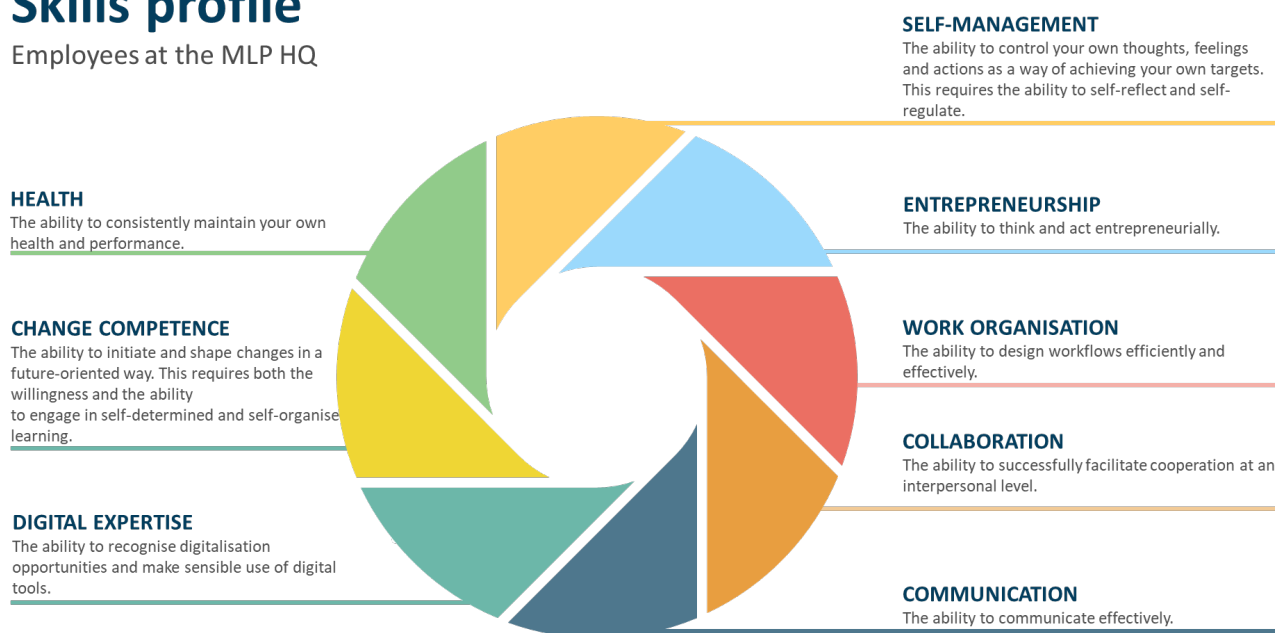 Skills profile
Employees at the MLP HQ
SELF-MANAGEMENT
The ability to control your own thoughts, feelings
and actions as a way of achieving your own targets.
This requires the ability to self-reflect and self-
regulate.
ENTREPRENEURSHIP
The ability to think and act entrepreneurially.
WORK ORGANISATION
The ability to design workflows efficiently and
effectively.
COLLABORATION
The ability to successfully facilitate cooperation at an
interpersonal level.
COMMUNICATION
The ability to communicate effectively.
HEALTH
The ability to consistently maintain your own
health and performance.
CHANGE COMPETENCE
The ability to initiate and shape changes in a
future-oriented way. This requires both the
willingness and the ability
to engage in self-determined and self-organise
learning.
DIGITAL EXPERTISE
The ability to recognise digitalisation
opportunities and make sensible use of digital
tools.